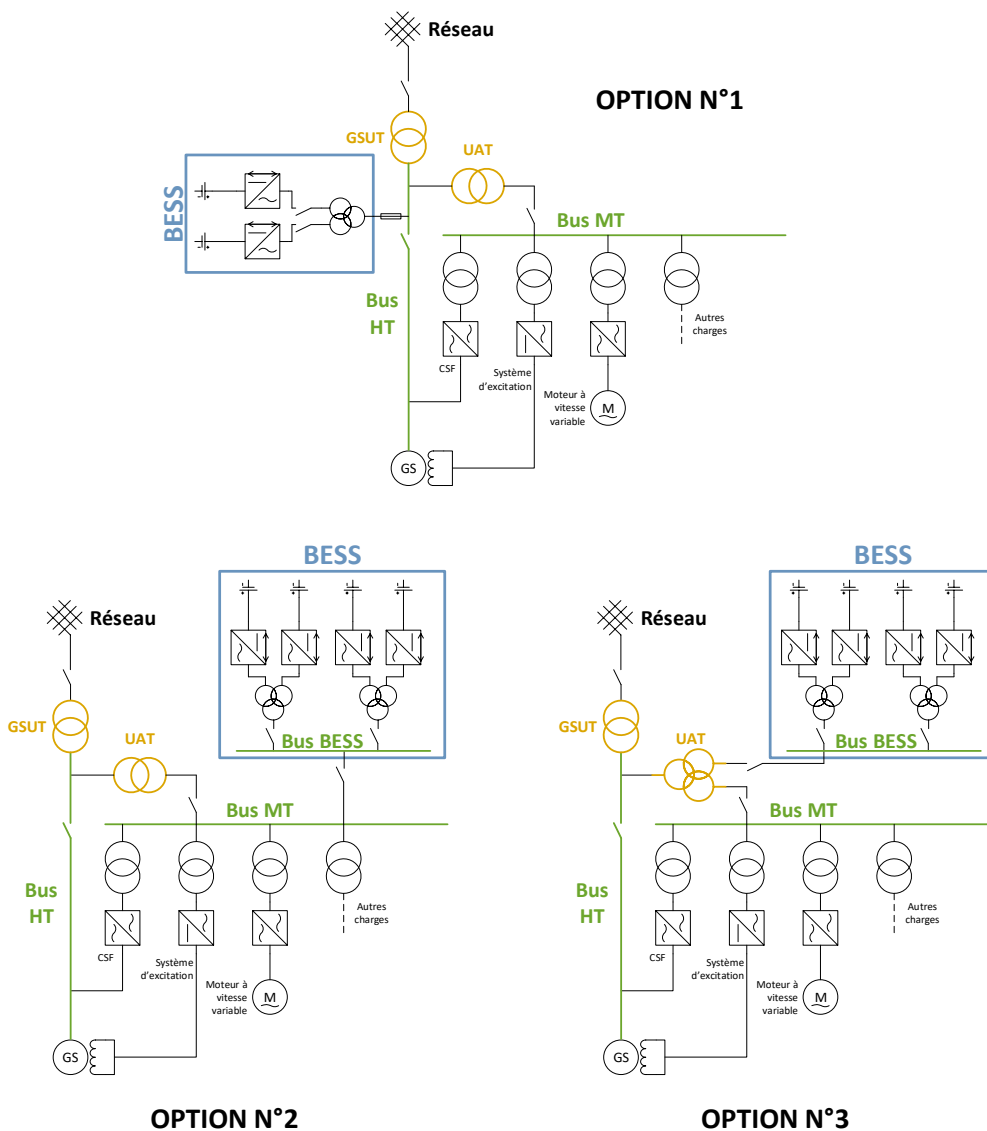 Réseau
OPTION N°1
GSUT
UAT
BESS
Bus MT
Bus
HT
Autres
charges
CSF
Système
d'excitation
Moteur à
vitesse
variable
M
GS
BESS
Réseau
GSUT
UAT
Bus BESS
Bus MT
Bus
HT
Autres
charges
CSF
Système
d'excitation
Moteur à
vitesse
variable
M
GS
OPTION N°2
BESS
Réseau
GSUT
UAT
Bus BESS
Bus MT
Bus
HT
Autres
charges
CSF
Système
d'excitation
Moteur à
vitesse
variable
M
GS
OPTION N°3